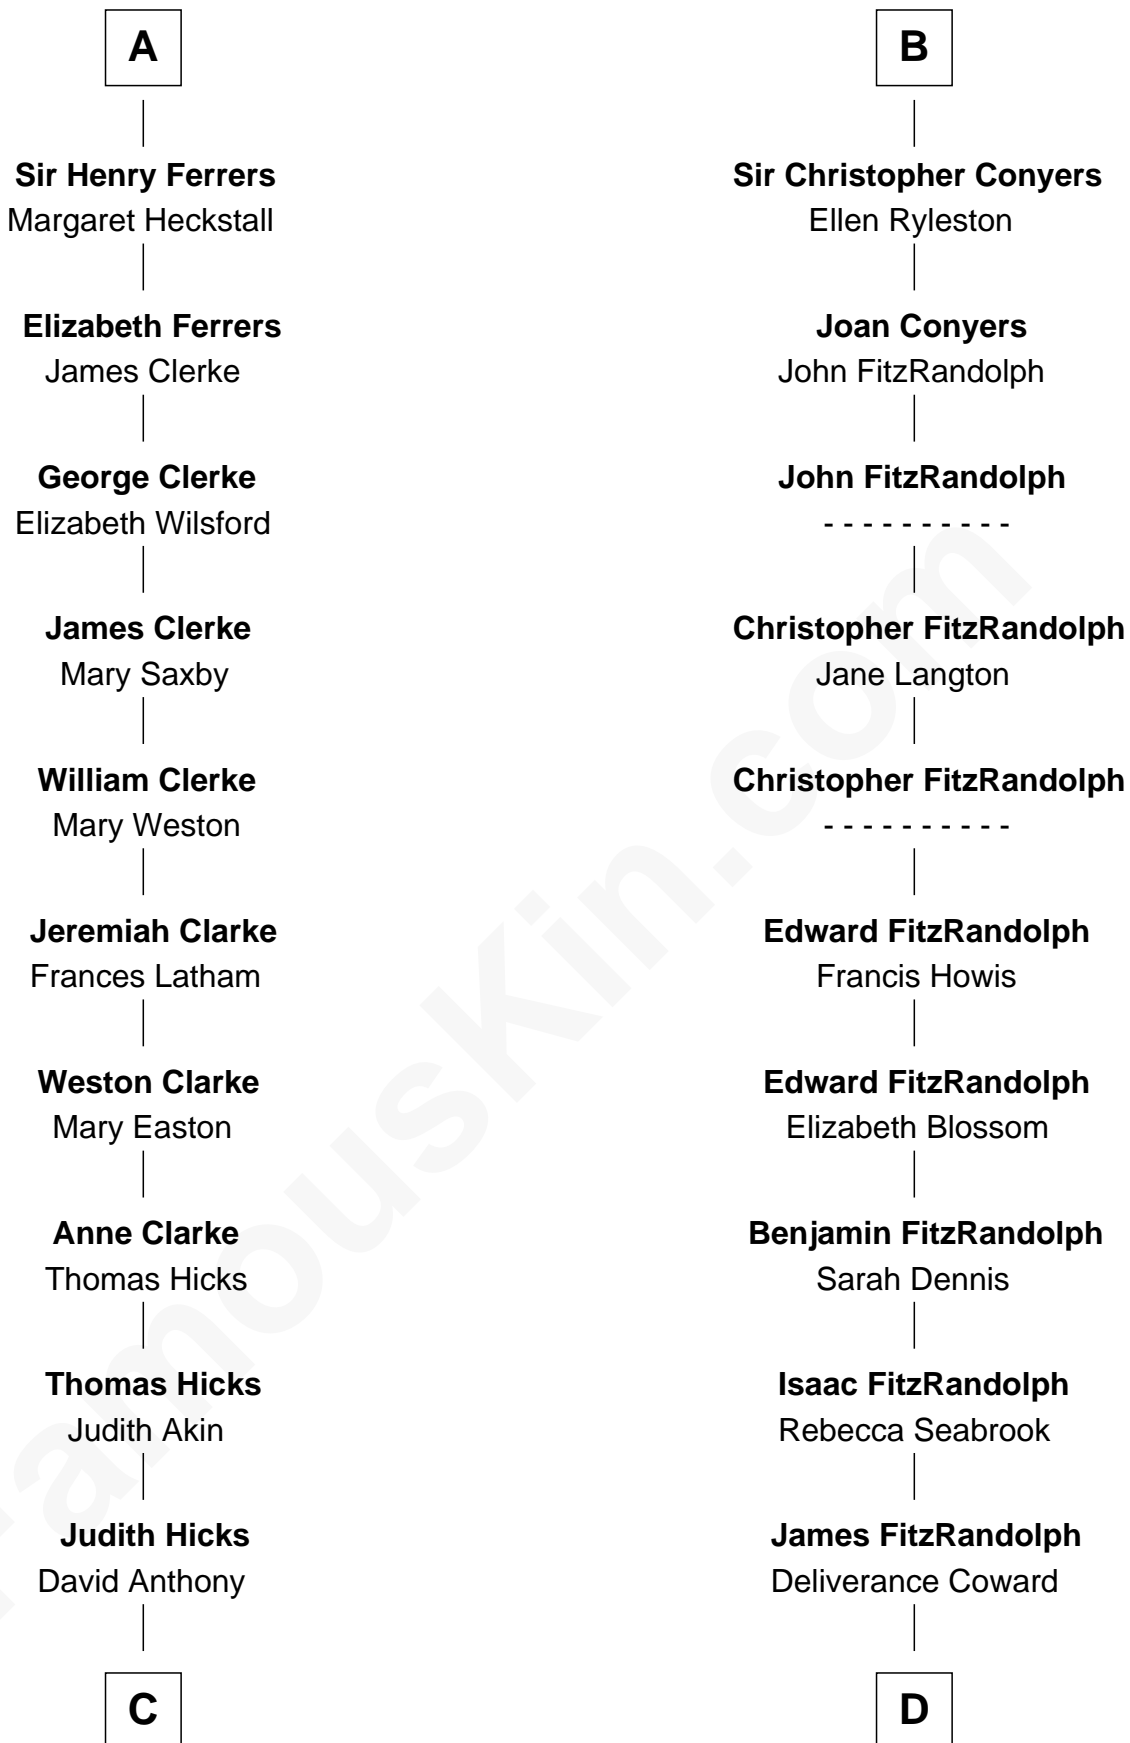 A
Sir Henry Ferrers
Margaret Heckstall
Elizabeth Ferrers
James Clerke
George Clerke
Elizabeth Wilsford
James Clerke
Mary Saxby
William Clerke
Mary Weston
Jeremiah Clarke
Frances Latham
Weston Clarke
Mary Easton
Anne Clarke
Thomas Hicks
Thomas Hicks
Judith Akin
Judith Hicks
David Anthony
C
B
Sir Christopher Conyers
Ellen Ryleston
Joan Conyers
John FitzRandolph
John FitzRandolph
- - - - - - - - - -
Christopher FitzRandolph
Jane Langton
Christopher FitzRandolph
- - - - - - - - - -
Edward FitzRandolph
Francis Howis
Edward FitzRandolph
Elizabeth Blossom
Benjamin FitzRandolph
Sarah Dennis
Isaac FitzRandolph
Rebecca Seabrook
James FitzRandolph
Deliverance Coward
D
FamousKin.com